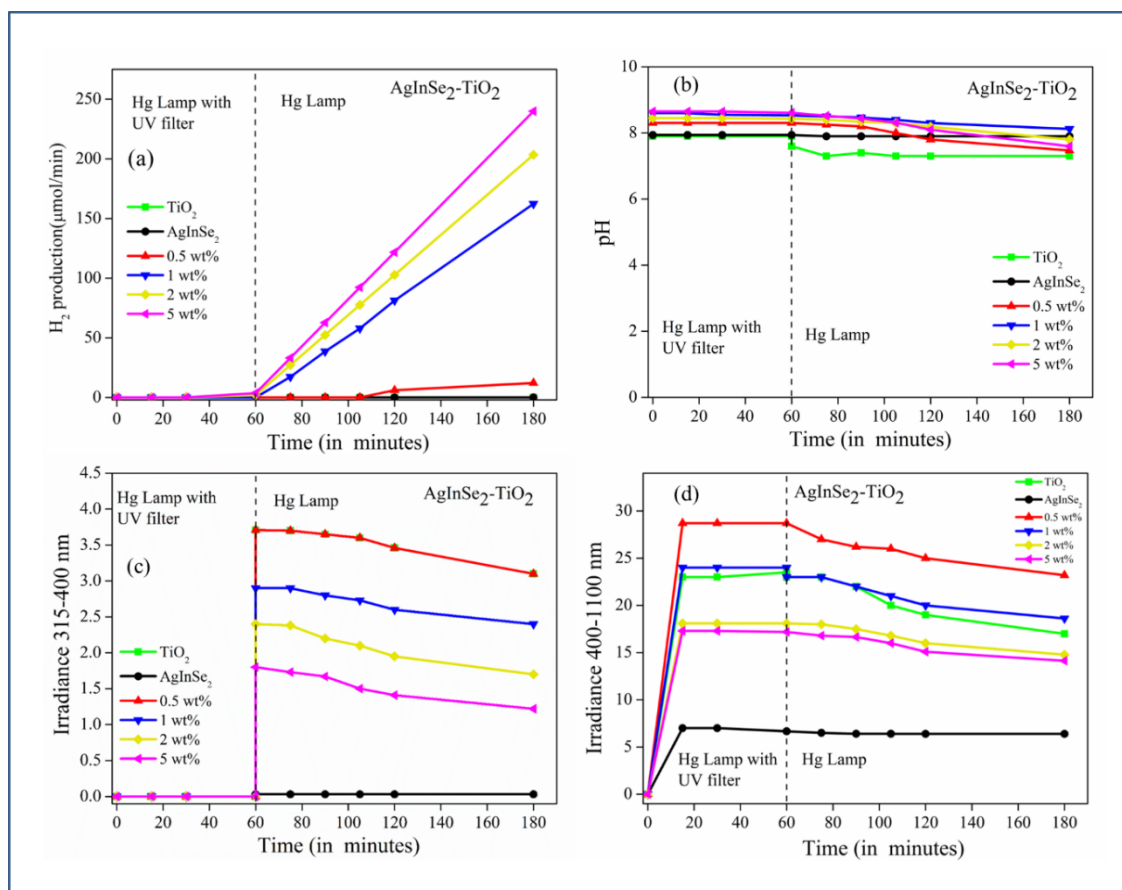 AgInSe2-TiO2
Hg Lamp with
UV filter
Hg Lamp
(a)
H2 production(μmol/min)
250
200
150
100
50
0
TiO2
AgInSe2
0.5 wt%
1 wt%
2 wt%
5 wt%
0 20 40 60 80 100 120 140 160 180
Time (in minutes)
(b)
AgInSe2-TiO2
pH
10
8
6
4
2
0
TiO2
AgInSe2
0.5 wt%
1 wt%
2 wt%
5 wt%
Hg Lamp with
UV filter
Hg Lamp
0 20 40 60 80 100 120 140 160 180
Time (in minutes)
Hg Lamp with
UV filter
Hg Lamp
AgInSe2-TiO2
(c)
Irradiance 315-400 nm
4.5
4.0
3.5
3.0
2.5
2.0
1.5
1.0
0.5
0.0
TiO2
AgInSe2
0.5 wt%
1 wt%
2 wt%
5 wt%
0 20 40 60 80 100 120 140 160 180
Time (in minutes)
(d)
AgInSe2-TiO2
Irradiance 400-1100 nm
30
25
20
15
10
5
0
TiO2
AgInSe2
0.5 wt%
1 wt%
2 wt%
5 wt%
Hg Lamp with
UV filter
Hg Lamp
0 20 40 60 80 100 120 140 160 180
Time (in minutes)